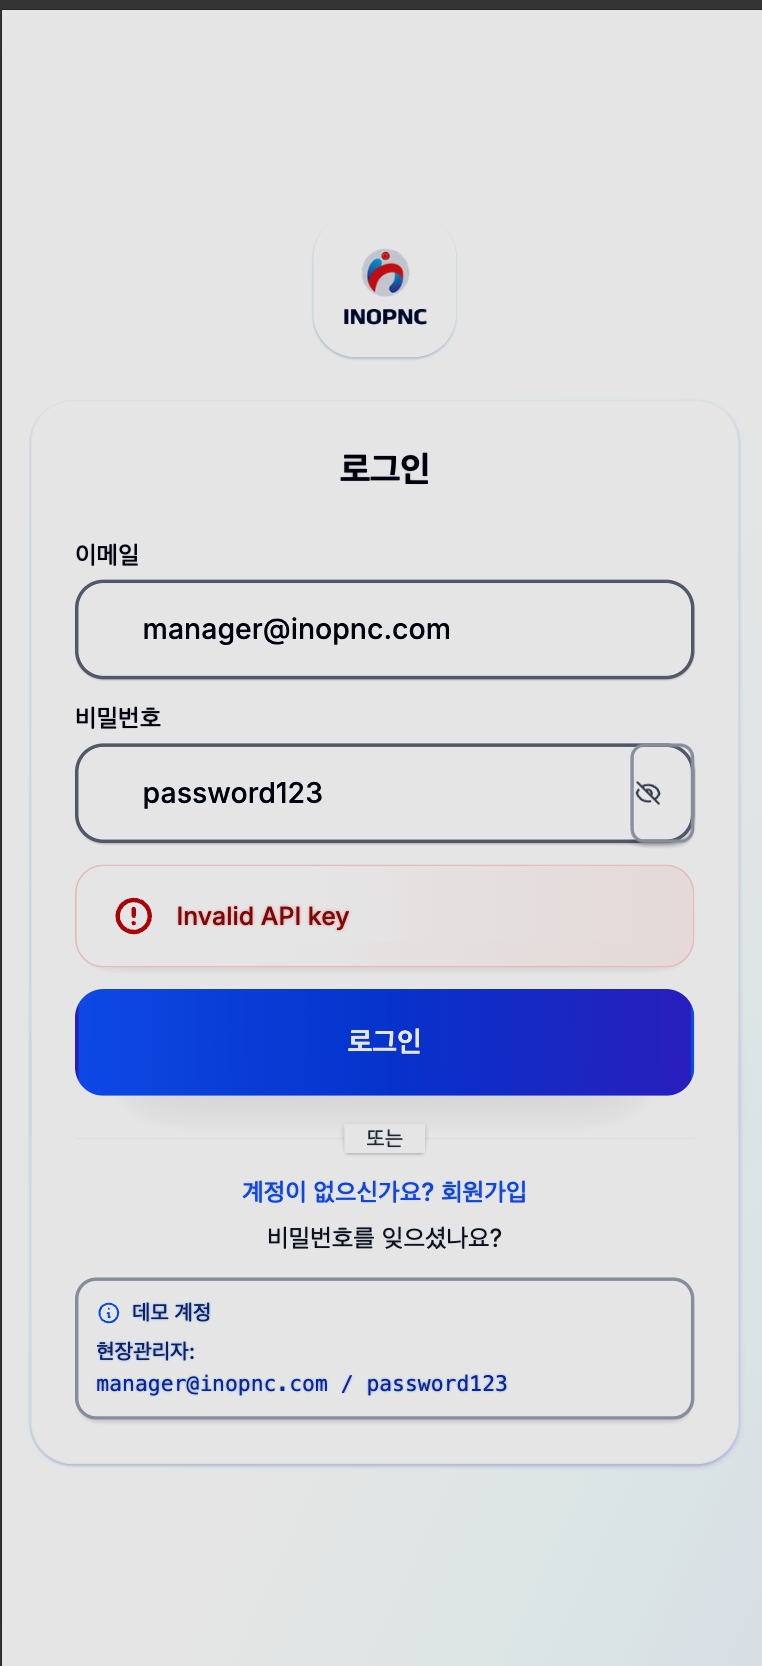 INOPNC
로그인
이메일
manager@inopnc.com
비밀번호
password123
Invalid API key
로그인
또는
계정이 없으신가요? 회원가입
비밀번호를 잊으셨나요?
데모 계정
현장관리자:
manager@inopnc.com / password123